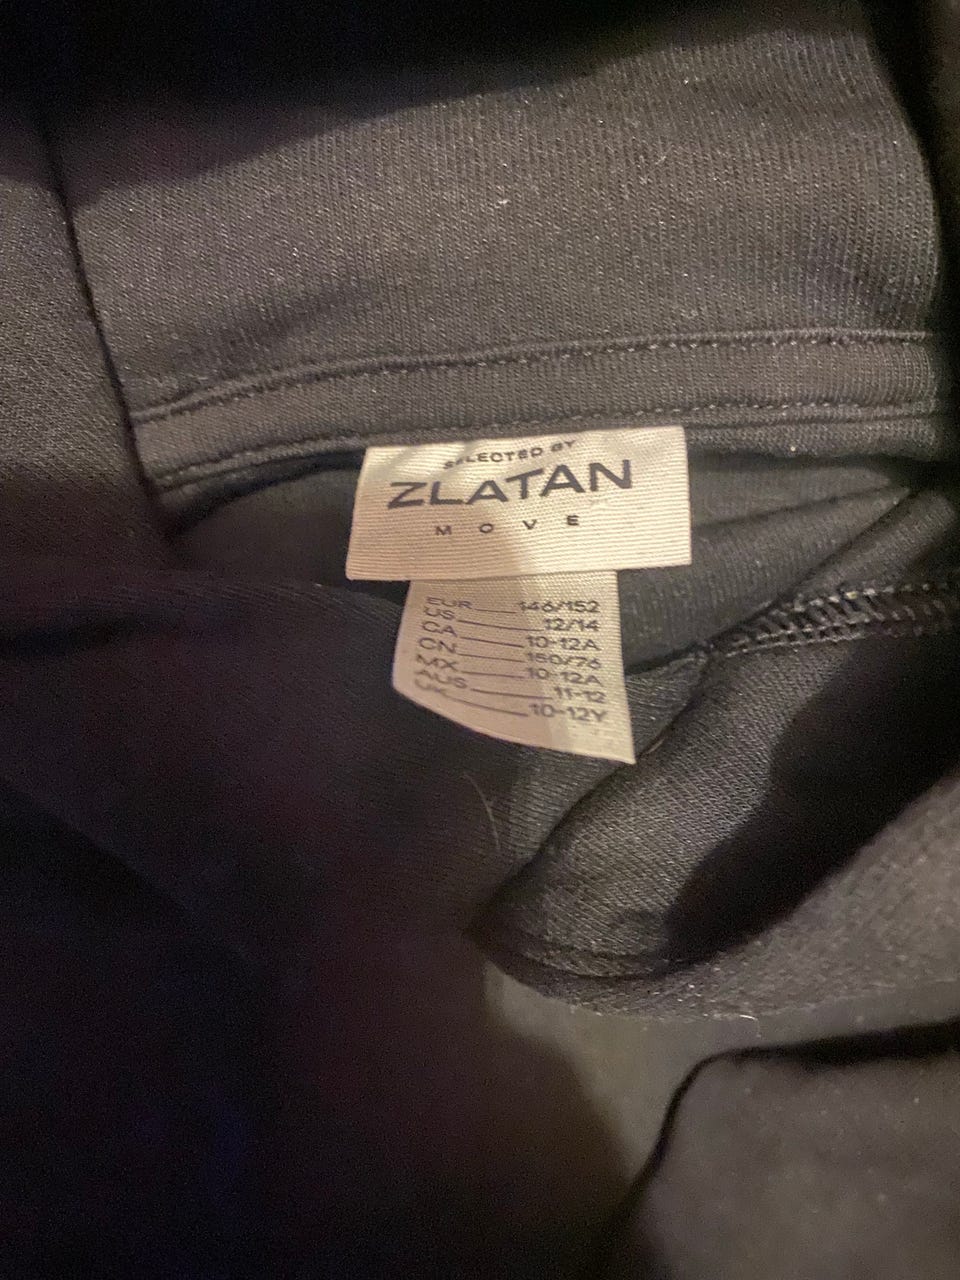 SELECTED BY
ZLATAN
MOVE
EUR 146/152
US 12/14
CA 10-12A
CN 150/76
MX 10-12A
AUS 11-12
UK 10-12Y